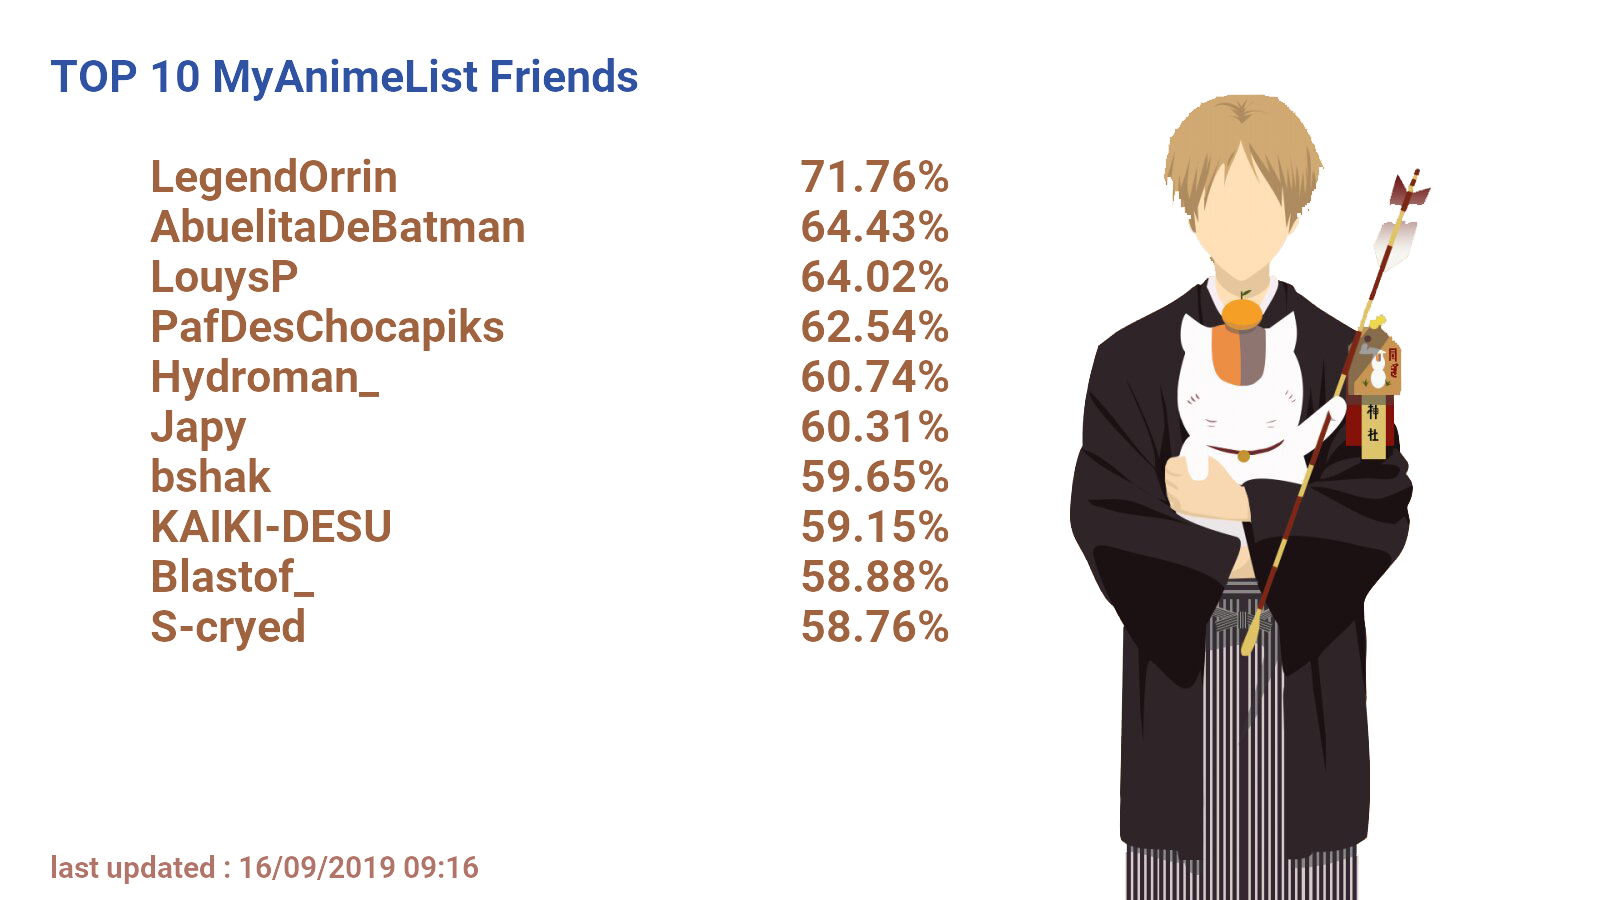 TOP 10 MyAnimeList Friends
LegendOrrin 71.76%
AbuelitaDeBatman 64.43%
LouysP 64.02%
PafDesChocapiks 62.54%
Hydroman_ 60.74%
Japy 60.31%
bshak 59.65%
KAIKI-DESU 59.15%
Blastof_ 58.88%
S-cryed 58.76%
神社
last updated : 16/09/2019 09:16